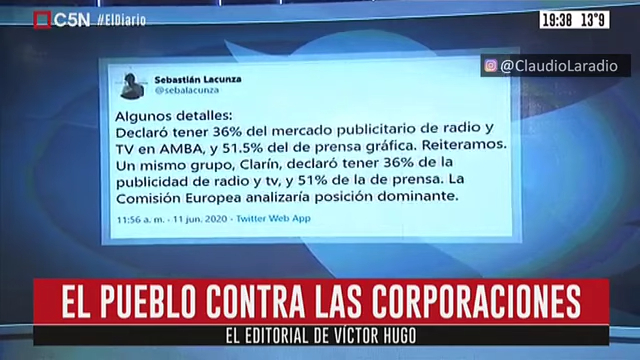 C5N #ElDiario
19:38 13°9
@ClaudioLaradio
Sebastián Lacunza
@sebalacunza
Algunos detalles:
Declaró tener 36% del mercado publicitario de radio y
TV en AMBA, y 51.5% del de prensa gráfica. Reiteramos.
Un mismo grupo, Clarín, declaró tener 36% de la
publicidad de radio y tv, y 51% de la de prensa. La
Comisión Europea analizaría posición dominante.
11:56 a. m. · 11 jun. 2020 · Twitter Web App
EL PUEBLO CONTRA LAS CORPORACIONES
EL EDITORIAL DE VÍCTOR HUGO